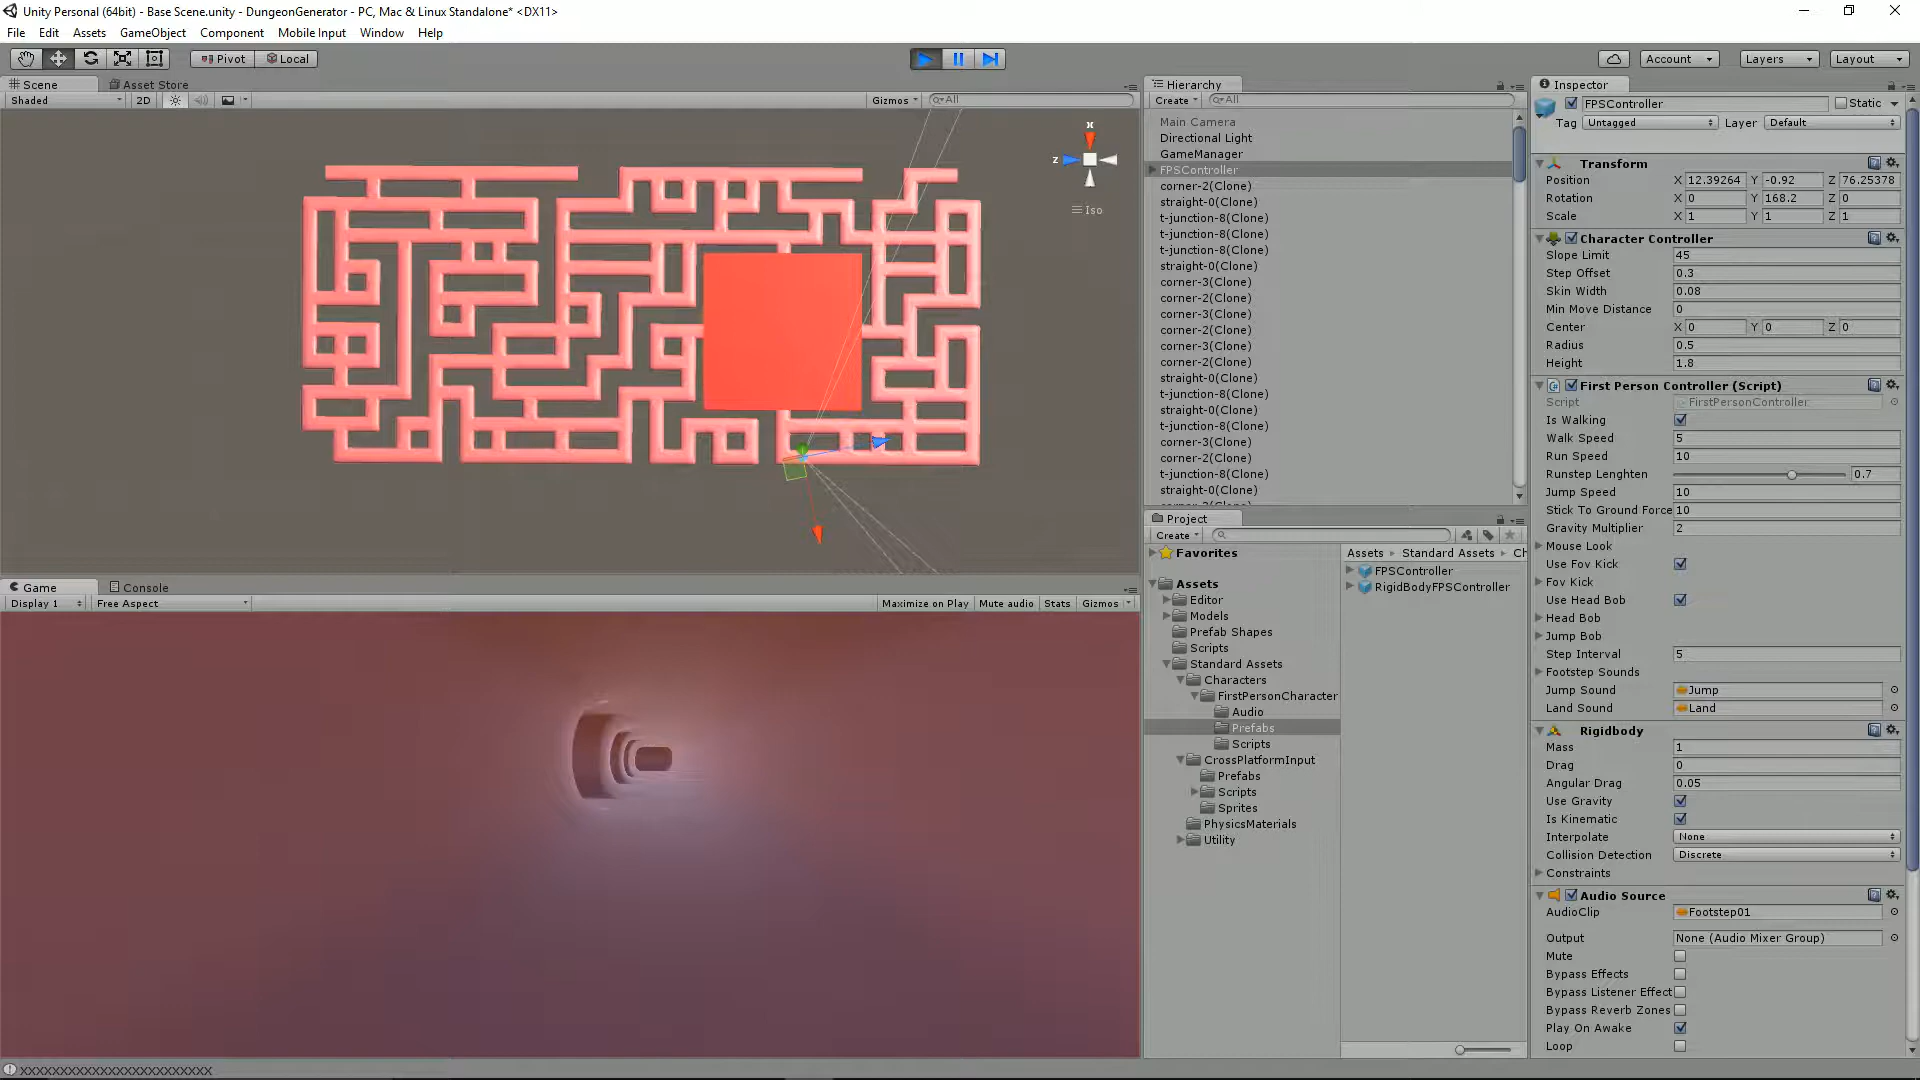 Unity Personal (64bit) - Base Scene.unity - DungeonGenerator - PC, Mac & Linux Standalone* <DX11>
File Edit Assets GameObject Component Mobile Input Window Help
Pivot Local Account Layers Layout
Scene Asset Store
Shaded 2D Gizmos All
x
z
Iso
Game Console
Display 1 Free Aspect Maximize on Play Mute audio Stats Gizmos
XXXXXXXXXXXXXXXXXXXXXXXXX
Hierarchy
Create All
Main Camera
Directional Light
GameManager
FPSController
corner-2(Clone)
straight-0(Clone)
t-junction-8(Clone)
t-junction-8(Clone)
t-junction-8(Clone)
straight-0(Clone)
corner-3(Clone)
corner-2(Clone)
corner-3(Clone)
corner-2(Clone)
corner-3(Clone)
corner-2(Clone)
straight-0(Clone)
t-junction-8(Clone)
straight-0(Clone)
t-junction-8(Clone)
corner-3(Clone)
corner-2(Clone)
t-junction-8(Clone)
straight-0(Clone)
Project
Create
Favorites
Assets
Editor
Models
Prefab Shapes
Scripts
Standard Assets
Characters
FirstPersonCharacter
Audio
Prefabs
Scripts
CrossPlatformInput
Prefabs
Scripts
Sprites
PhysicsMaterials
Utility
Assets Standard Assets Ch
FPSController
RigidBodyFPSController
Inspector
FPSController Static
Tag Untagged Layer Default
Transform
Position X 12.39264 Y -0.92 Z 76.25378
Rotation X 0 Y 168.2 Z 0
Scale X 1 Y 1 Z 1
Character Controller
Slope Limit 45
Step Offset 0.3
Skin Width 0.08
Min Move Distance 0
Center X 0 Y 0 Z 0
Radius 0.5
Height 1.8
First Person Controller (Script)
Script FirstPersonController
Is Walking
Walk Speed 5
Run Speed 10
Runstep Lenghten 0.7
Jump Speed 10
Stick To Ground Force 10
Gravity Multiplier 2
Mouse Look
Use Fov Kick
Fov Kick
Use Head Bob
Head Bob
Jump Bob
Step Interval 5
Footstep Sounds
Jump Sound Jump
Land Sound Land
Rigidbody
Mass 1
Drag 0
Angular Drag 0.05
Use Gravity
Is Kinematic
Interpolate None
Collision Detection Discrete
Constraints
Audio Source
AudioClip Footstep01
Output None (Audio Mixer Group)
Mute
Bypass Effects
Bypass Listener Effect
Bypass Reverb Zones
Play On Awake
Loop